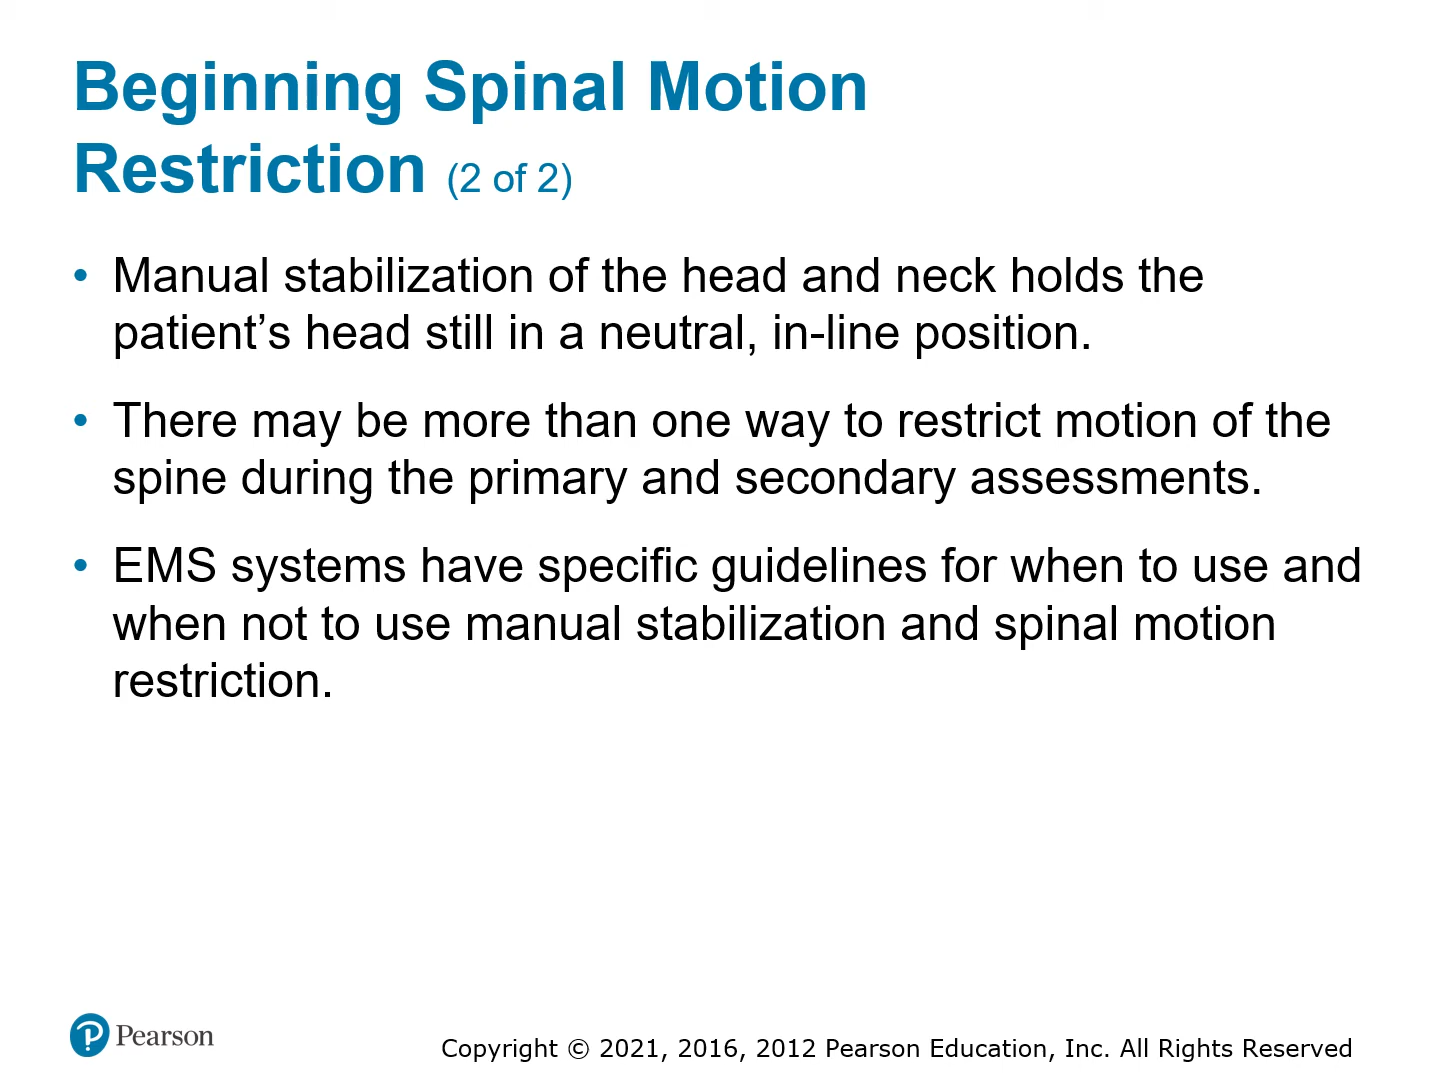 Beginning Spinal Motion
Restriction (2 of 2)
• Manual stabilization of the head and neck holds the
patient’s head still in a neutral, in-line position.
• There may be more than one way to restrict motion of the
spine during the primary and secondary assessments.
• EMS systems have specific guidelines for when to use and
when not to use manual stabilization and spinal motion
restriction.
Pearson
Copyright © 2021, 2016, 2012 Pearson Education, Inc. All Rights Reserved